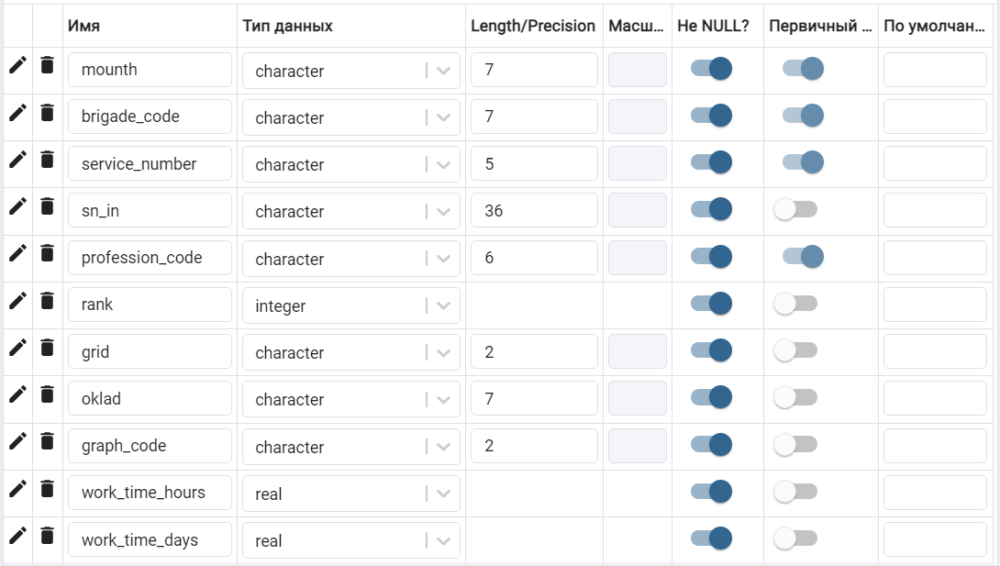 Имя Тип данных Length/Precision Масш... Не NULL? Первичный ... По умолчан...
mounth character 7
brigade_code character 7
service_number character 5
sn_in character 36
profession_code character 6
rank integer
grid character 2
oklad character 7
graph_code character 2
work_time_hours real
work_time_days real